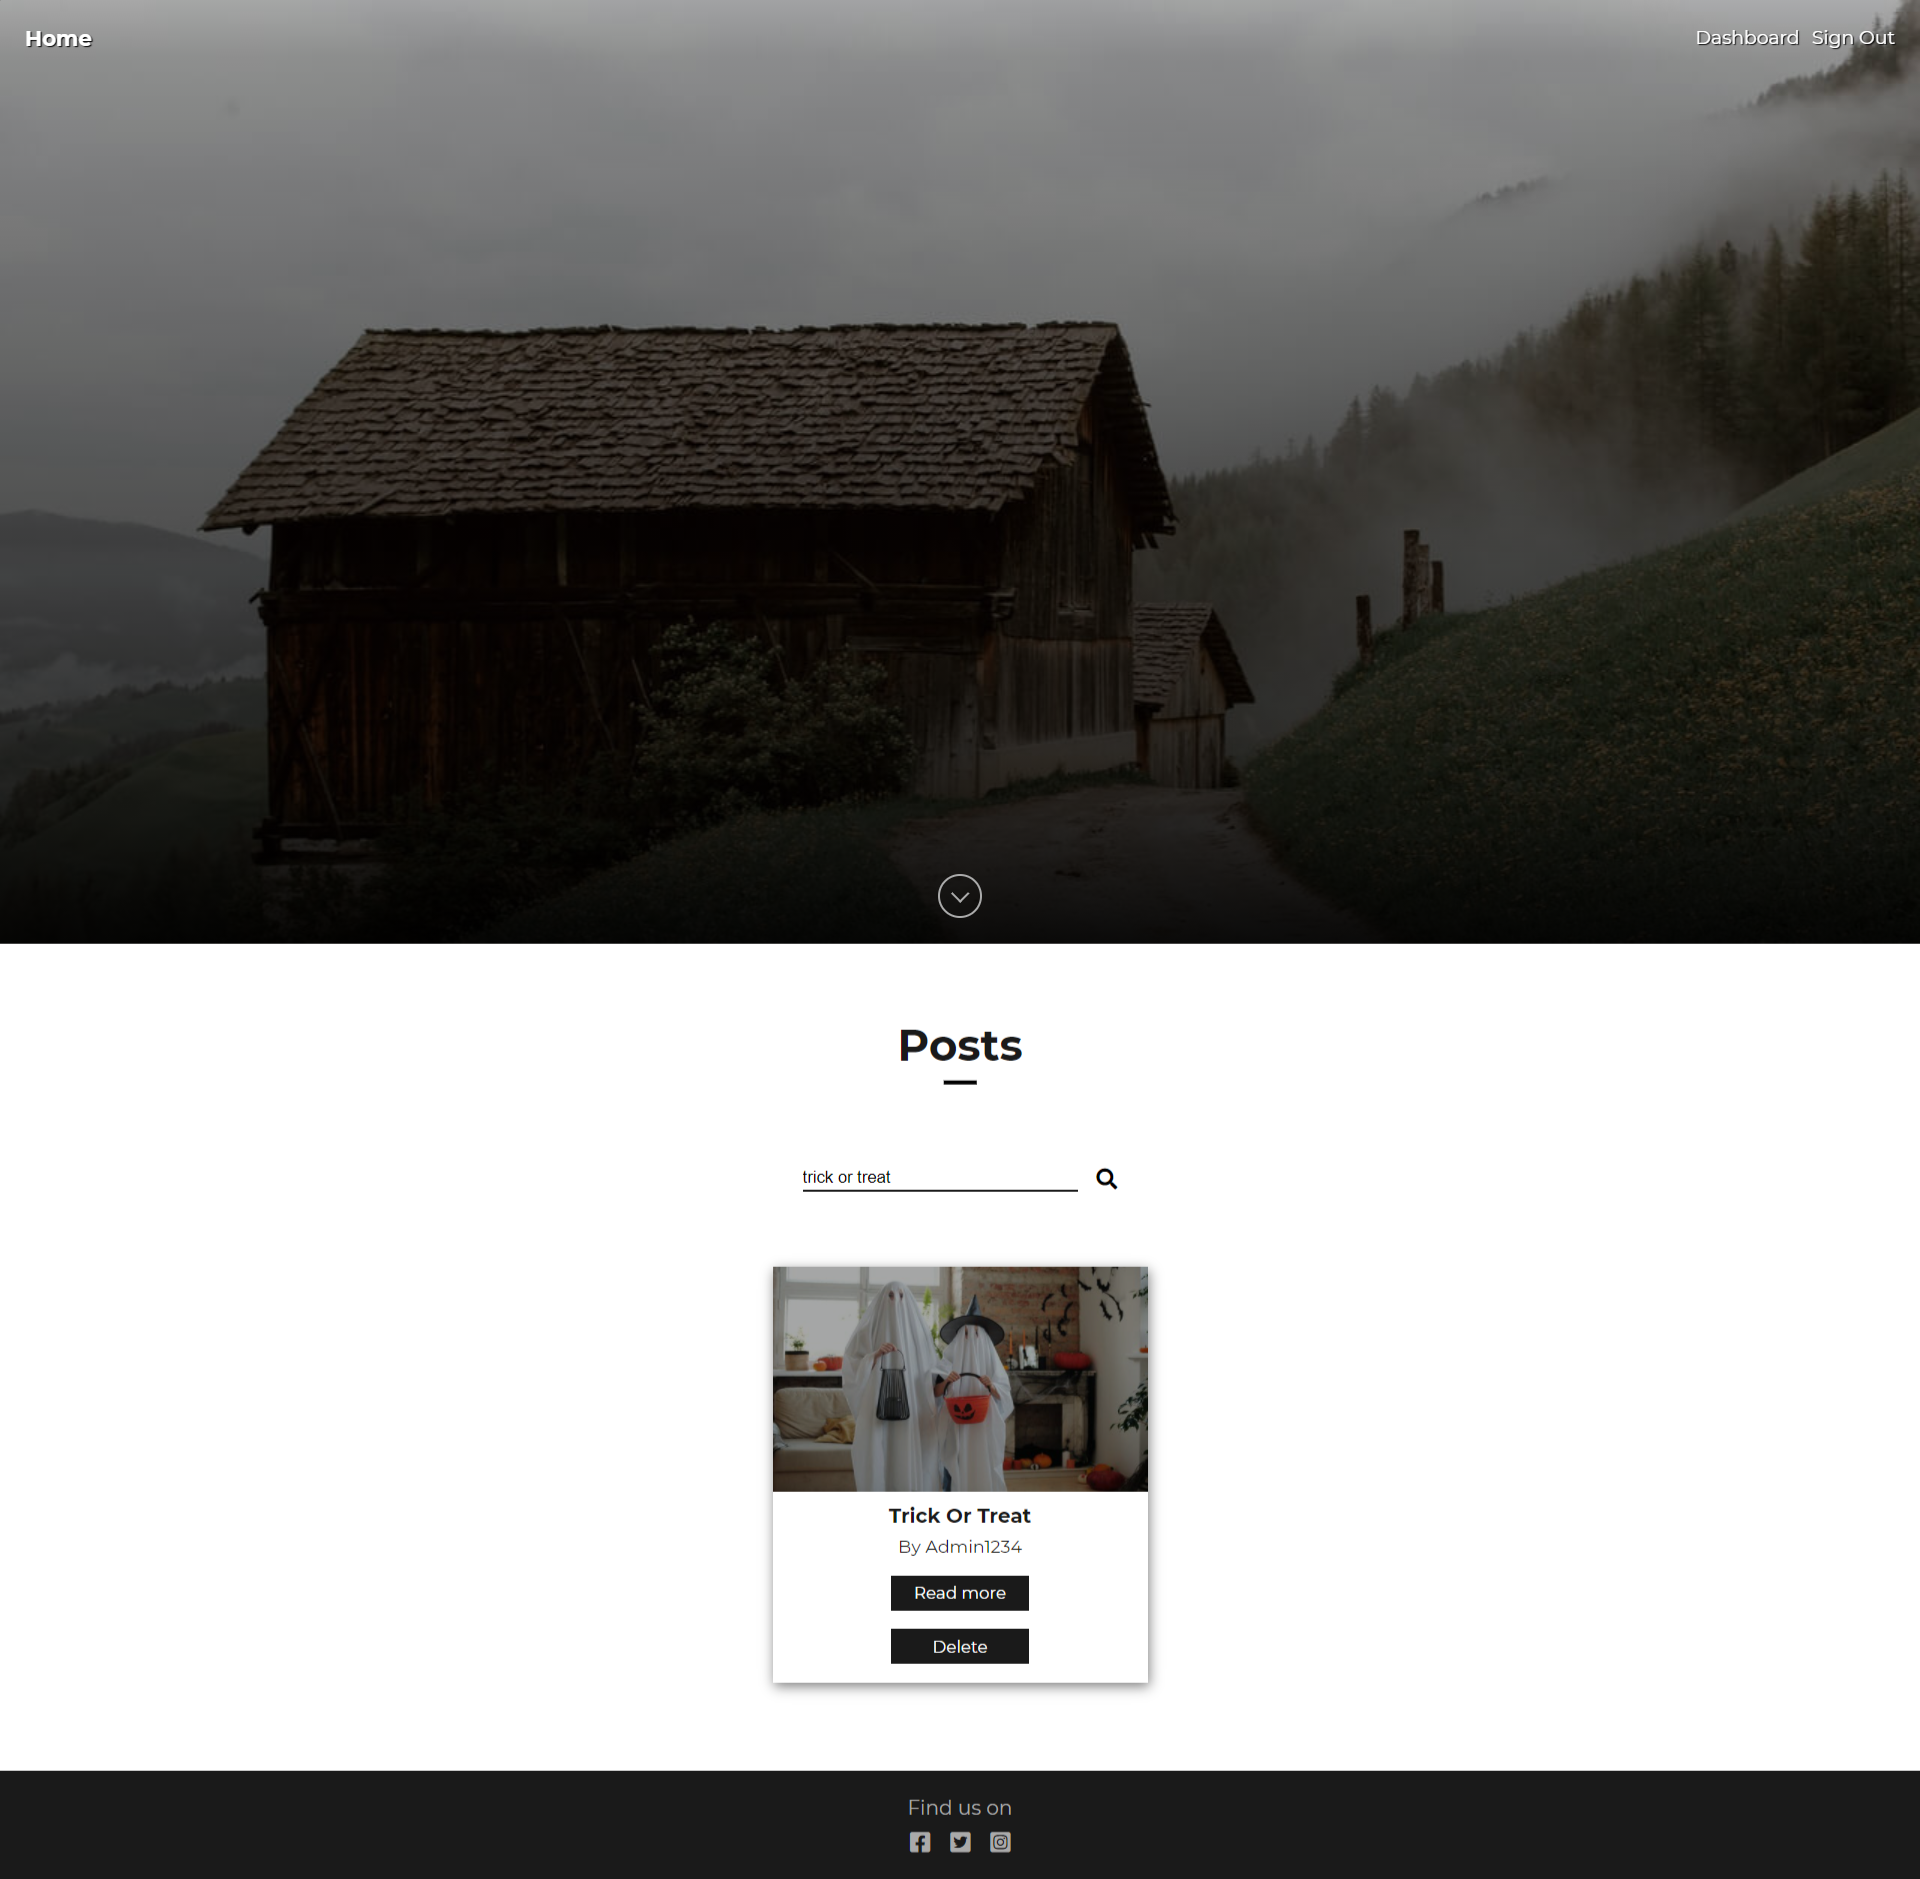 Home
Dashboard Sign Out
Posts
trick or treat
Trick Or Treat
By Admin1234
Read more
Delete
Find us on